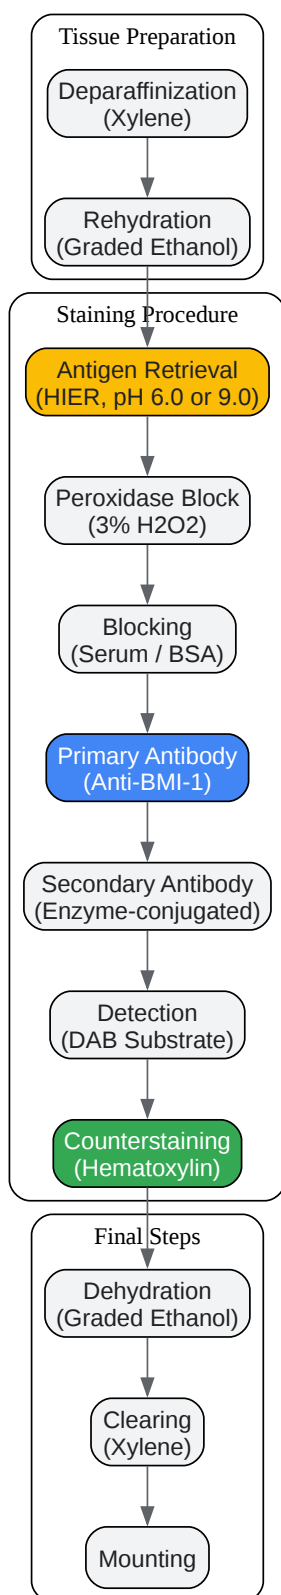 Tissue Preparation
Deparaffinization
(Xylene)
Rehydration
(Graded Ethanol)
Staining Procedure
Antigen Retrieval
(HIER, pH 6.0 or 9.0)
Peroxidase Block
(3% H2O2)
Blocking
(Serum / BSA)
Primary Antibody
(Anti-BMI-1)
Secondary Antibody
(Enzyme-conjugated)
Detection
(DAB Substrate)
Counterstaining
(Hematoxylin)
Final Steps
Dehydration
(Graded Ethanol)
Clearing
(Xylene)
Mounting